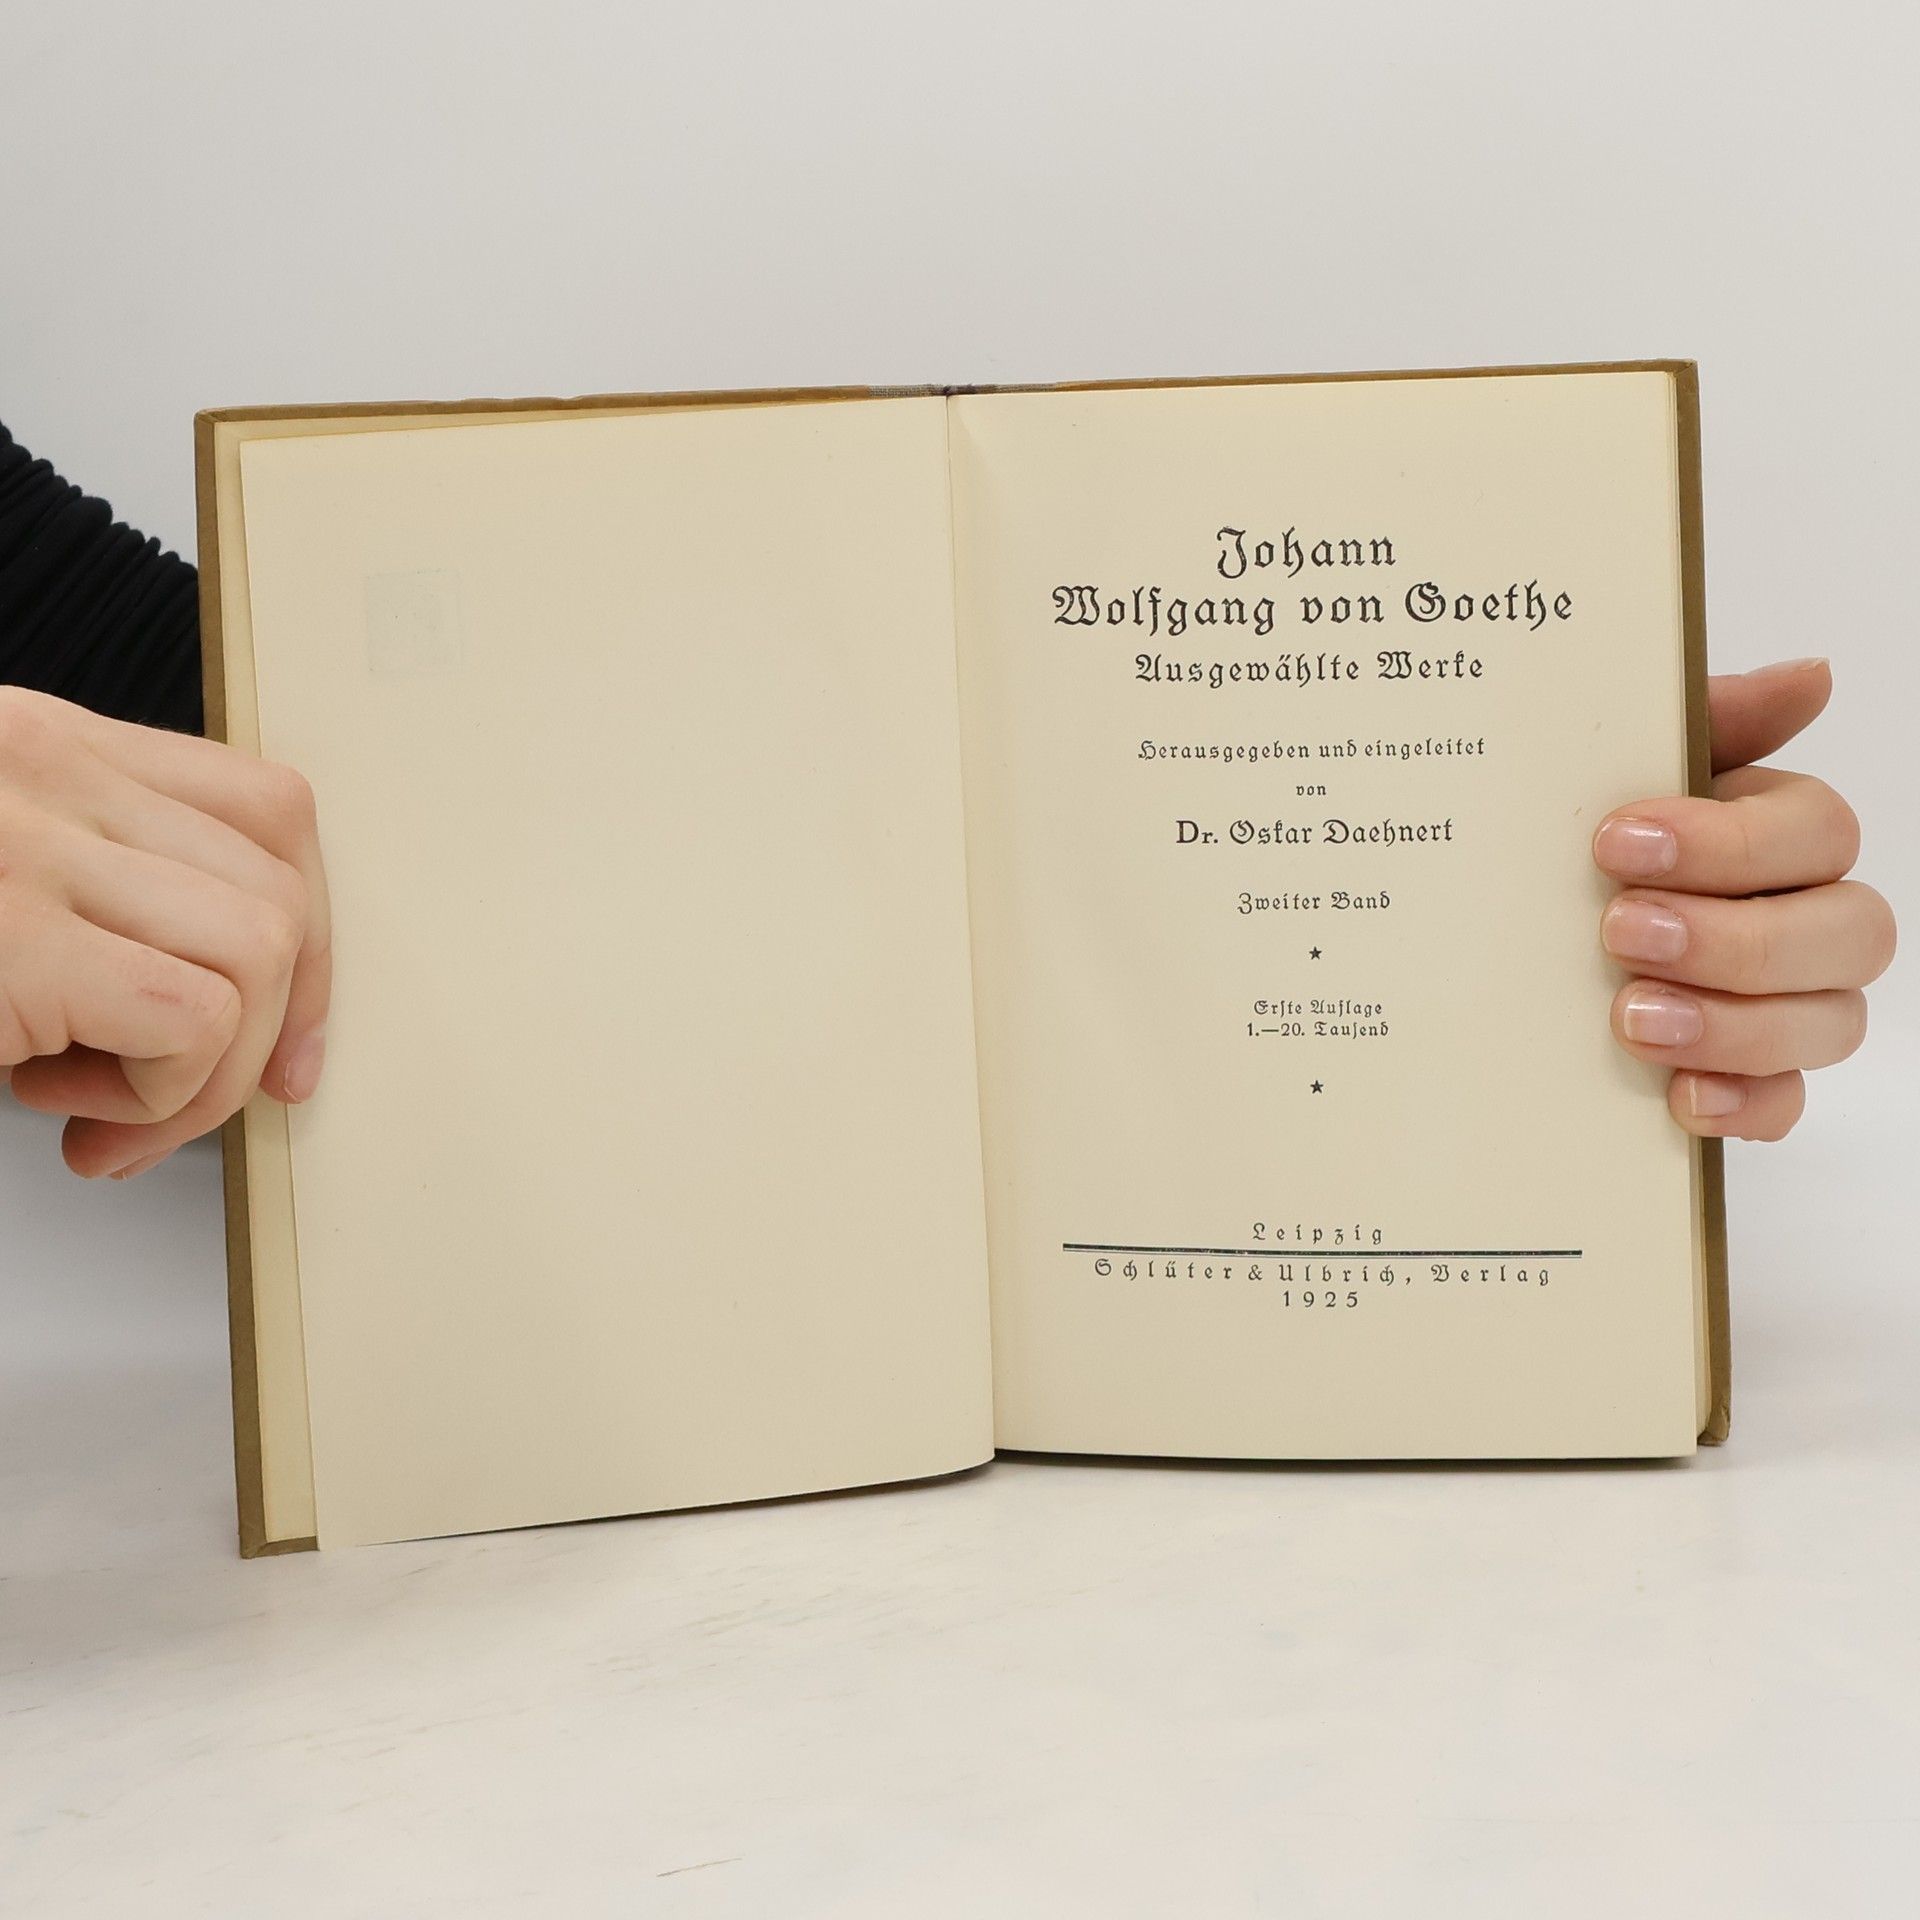 Johann
Wolfgang von Goethe
Ausgewählte Werke
Herausgegeben und eingeleitet
von
Dr. Oskar Daehnert
Zweiter Band
★
Erste Auflage
1.—20. Tausend
★
Leipzig
Schlüter & Ulbrich, Verlag
1925